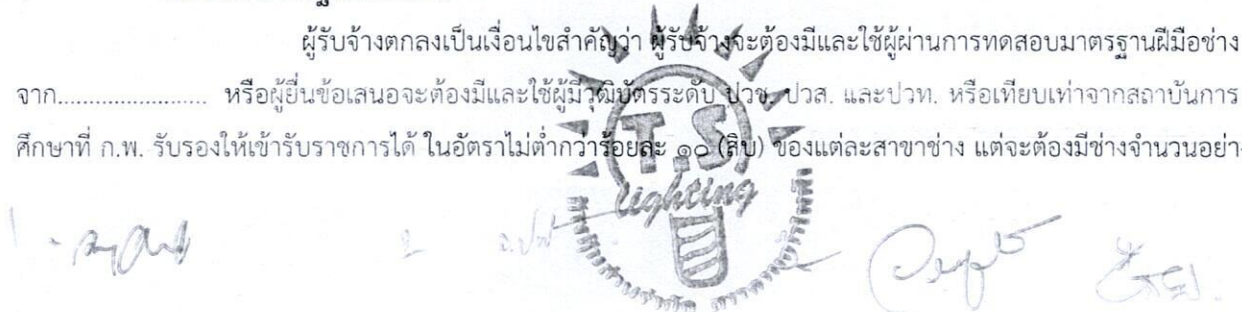 ผู้รับจ้างตกลงเป็นเงื่อนไขสำคัญว่า ผู้รับจ้างจะต้องมีและใช้ผู้ผ่านการทดสอบมาตรฐานฝีมือช่าง
จาก........................ หรือผู้ยื่นข้อเสนอจะต้องมีและใช้ผู้มีวุฒิบัตรระดับ ปวช. ปวส. และปวท. หรือเทียบเท่าจากสถาบันการ
ศึกษาที่ ก.พ. รับรองให้เข้ารับราชการได้ ในอัตราไม่ต่ำกว่าร้อยละ ๑๐ (สิบ) ของแต่ละสาขาช่าง แต่จะต้องมีช่างจำนวนอย่าง
T.S.
lighting